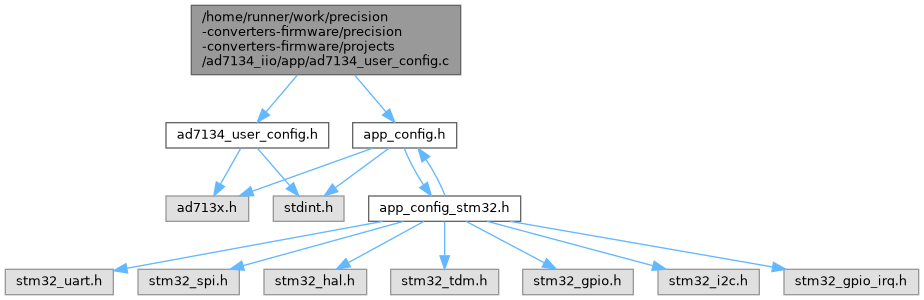 /home/runner/work/precision
-converters-firmware/precision
-converters-firmware/projects
/ad7134_iio/app/ad7134_user_config.c
ad7134_user_config.h
app_config.h
ad713x.h
stdint.h
app_config_stm32.h
stm32_uart.h
stm32_spi.h
stm32_hal.h
stm32_tdm.h
stm32_gpio.h
stm32_i2c.h
stm32_gpio_irq.h